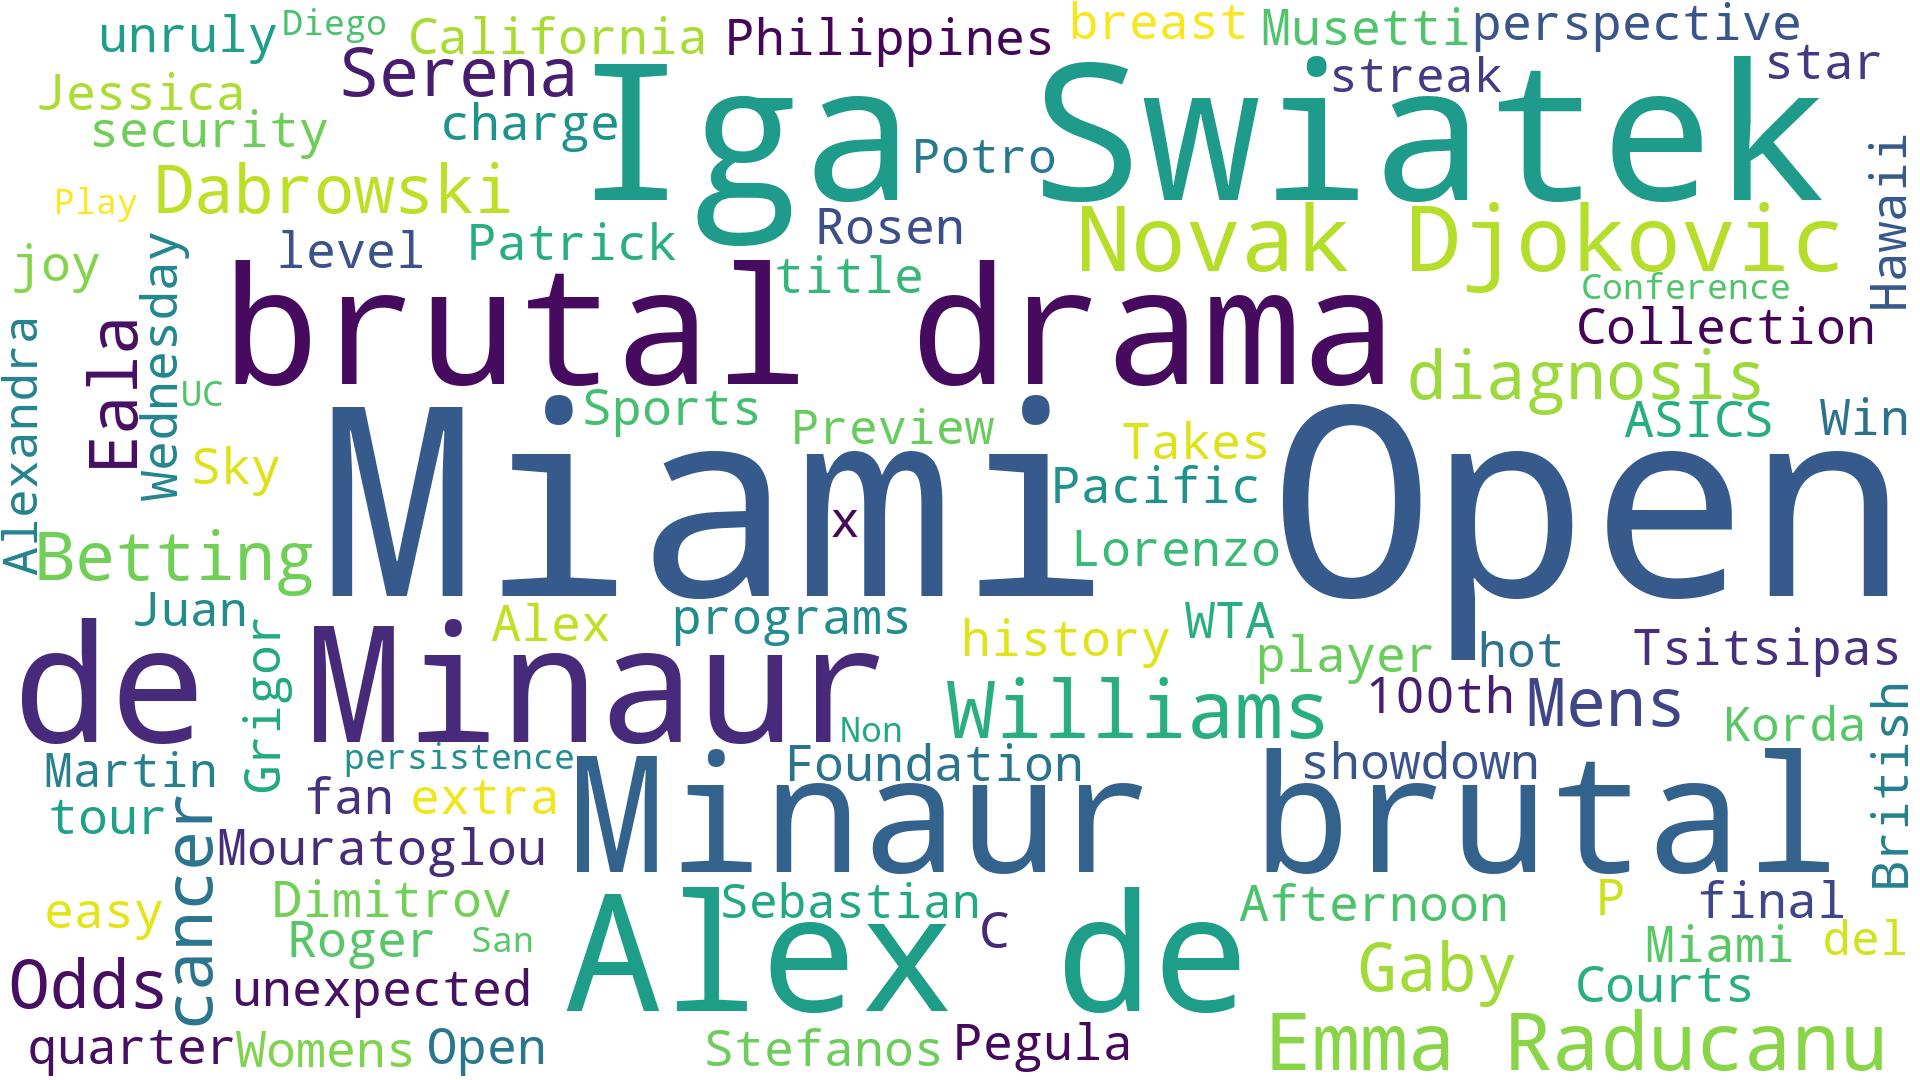 unruly
Diego
California
Philippines
breast
Musetti
perspective
Jessica
Serena
Iga Swiatek
streak
star
security
charge
Potro
Hawaii
Play
Dabrowski
Rosen
Novak Djokovic
joy
level
Patrick
title
Conference
Alexandra
Eala
Wednesday
brutal drama
Collection
UC
Sports
Preview
diagnosis
ASICS
Win
Sky
Miami Open
Takes
Pacific
x
Betting
Lorenzo
Juan
Grigor
Alex
programs
history
WTA
player
hot
Tsitsipas
de Minaur
Williams
100th
Mens
Korda
British
Non
Martin
persistence
Foundation
showdown
tour
cancer
fan
extra
Minaur brutal
Mouratoglou
easy
Dimitrov
Sebastian
C
Afternoon
P
final
Roger
San
Alex de
Miami
del
Odds
unexpected
Gaby
Courts
quarter
Womens
Open
Stefanos
Pegula
Emma Raducanu